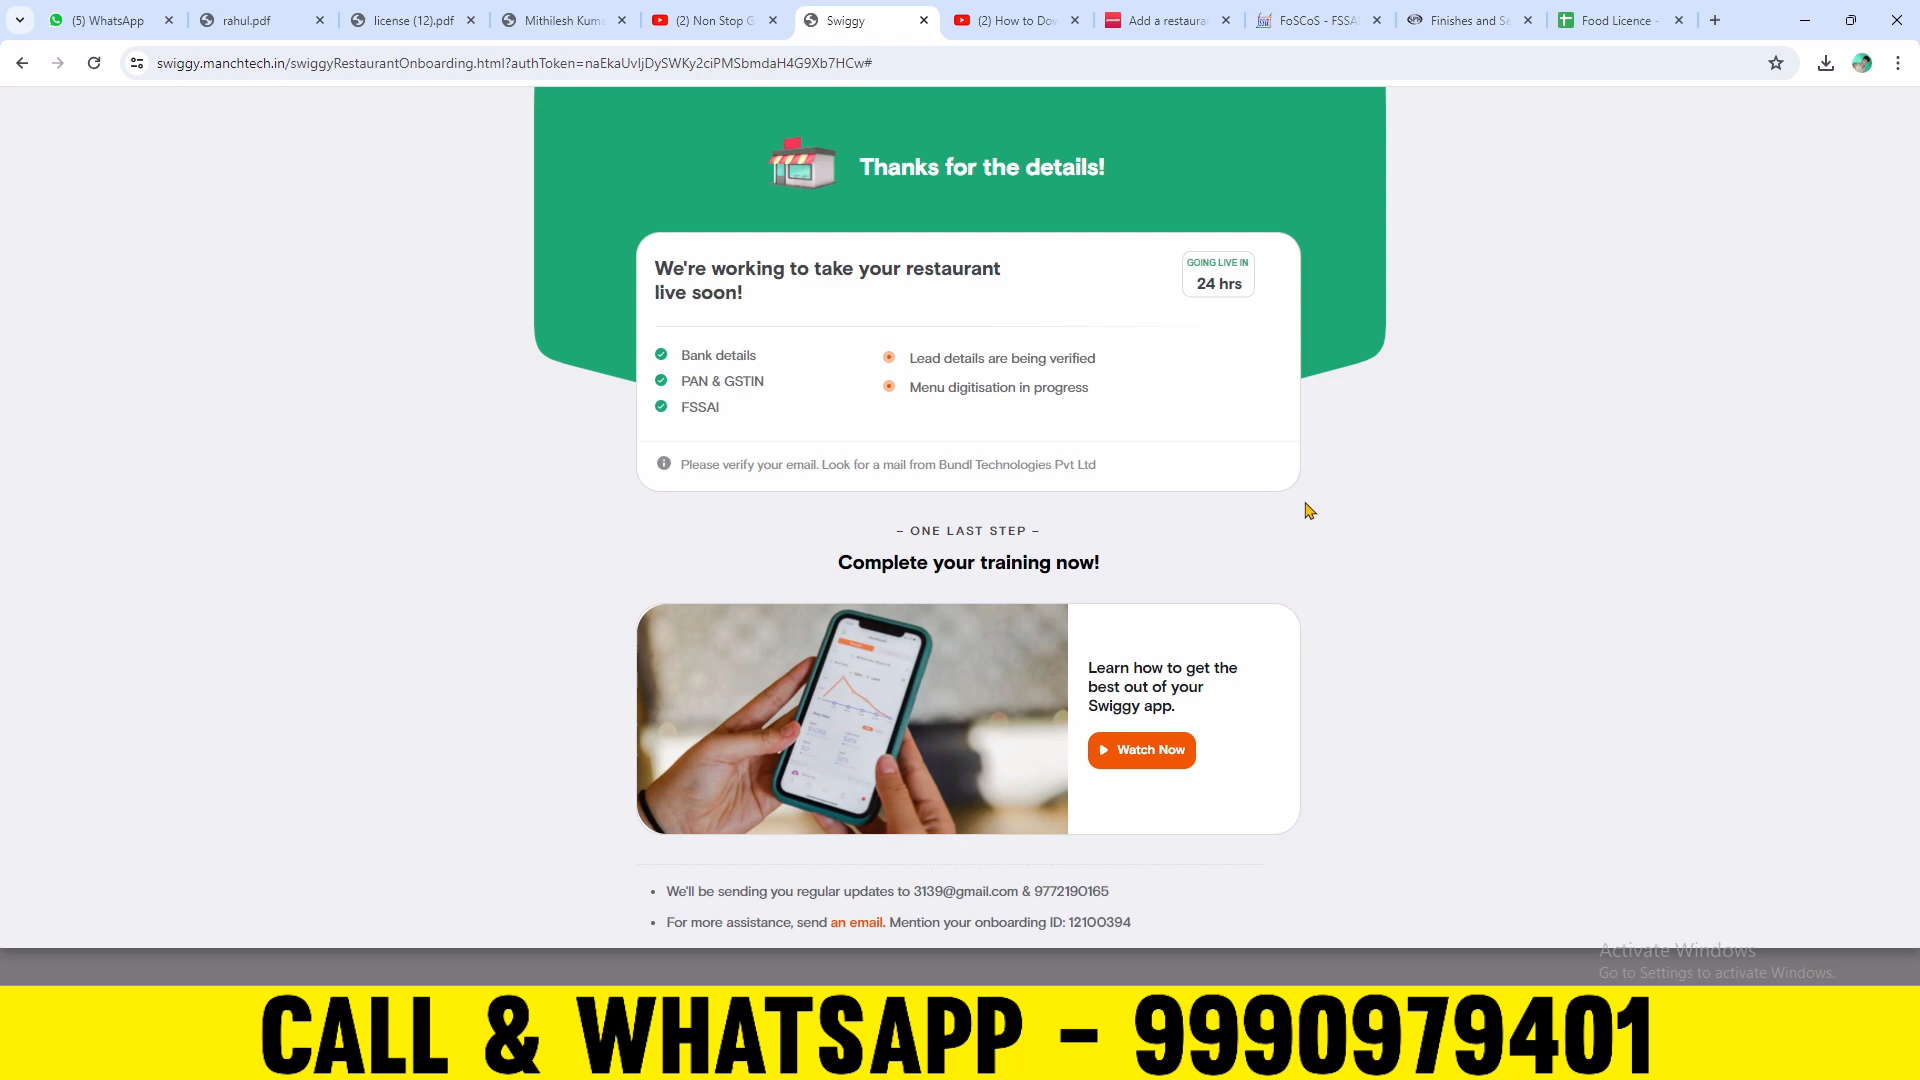 (5) WhatsApp
rahul.pdf
license (12).pdf
Mithilesh Kuma
(2) Non Stop G
Swiggy
(2) How to Dov
Add a restaura
FoSCoS - FSSAI
Finishes and Se
Food Licence -
swiggy.manchtech.in/swiggyRestaurantOnboarding.html?authToken=naEkaUvljDySWKy2ciPMSbmdaH4G9Xb7HCw#
Thanks for the details!
We're working to take your restaurant
live soon!
GOING LIVE IN
24 hrs
Bank details
PAN & GSTIN
FSSAI
Lead details are being verified
Menu digitisation in progress
Please verify your email. Look for a mail from Bundl Technologies Pvt Ltd
– ONE LAST STEP –
Complete your training now!
Learn how to get the
best out of your
Swiggy app.
Watch Now
• We'll be sending you regular updates to 3139@gmail.com & 9772190165
• For more assistance, send an email. Mention your onboarding ID: 12100394
Activate Windows
Go to Settings to activate Windows.
CALL & WHATSAPP - 9990979401